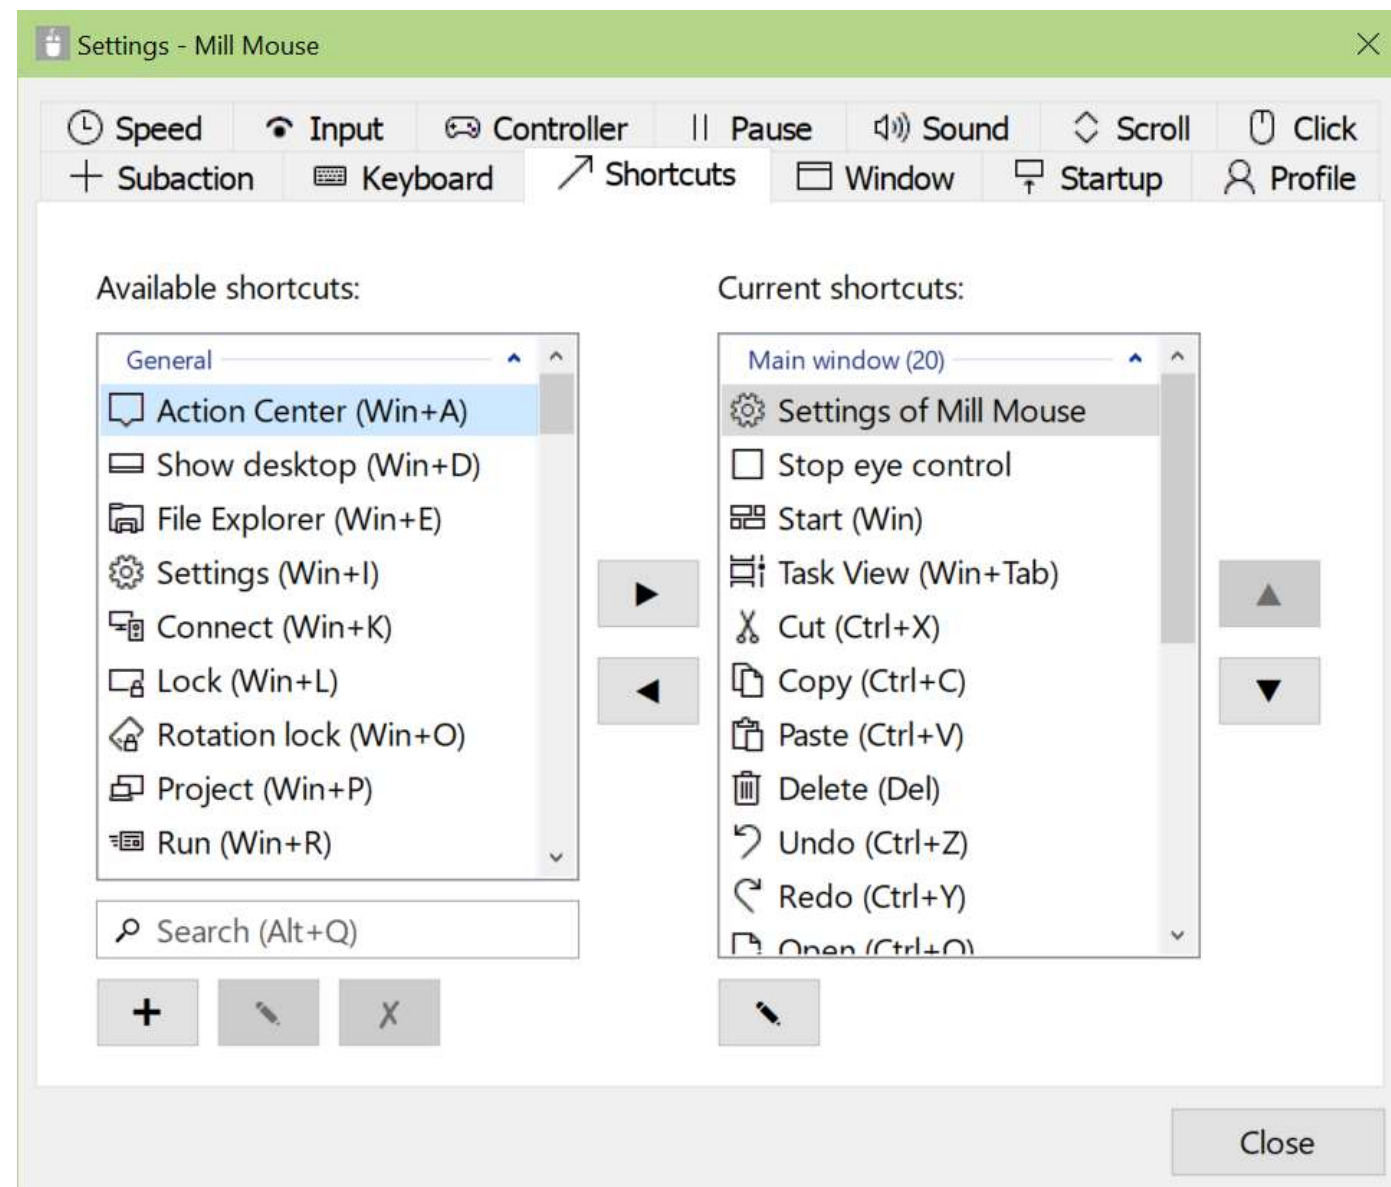 Settings - Mill Mouse
Speed Input Controller Pause Sound Scroll Click
Subaction Keyboard Shortcuts Window Startup Profile
Available shortcuts:
General
Action Center (Win+A)
Show desktop (Win+D)
File Explorer (Win+E)
Settings (Win+I)
Connect (Win+K)
Lock (Win+L)
Rotation lock (Win+O)
Project (Win+P)
Run (Win+R)
Search (Alt+Q)
Current shortcuts:
Main window (20)
Settings of Mill Mouse
Stop eye control
Start (Win)
Task View (Win+Tab)
Cut (Ctrl+X)
Copy (Ctrl+C)
Paste (Ctrl+V)
Delete (Del)
Undo (Ctrl+Z)
Redo (Ctrl+Y)
Open (Ctrl+O)
Close